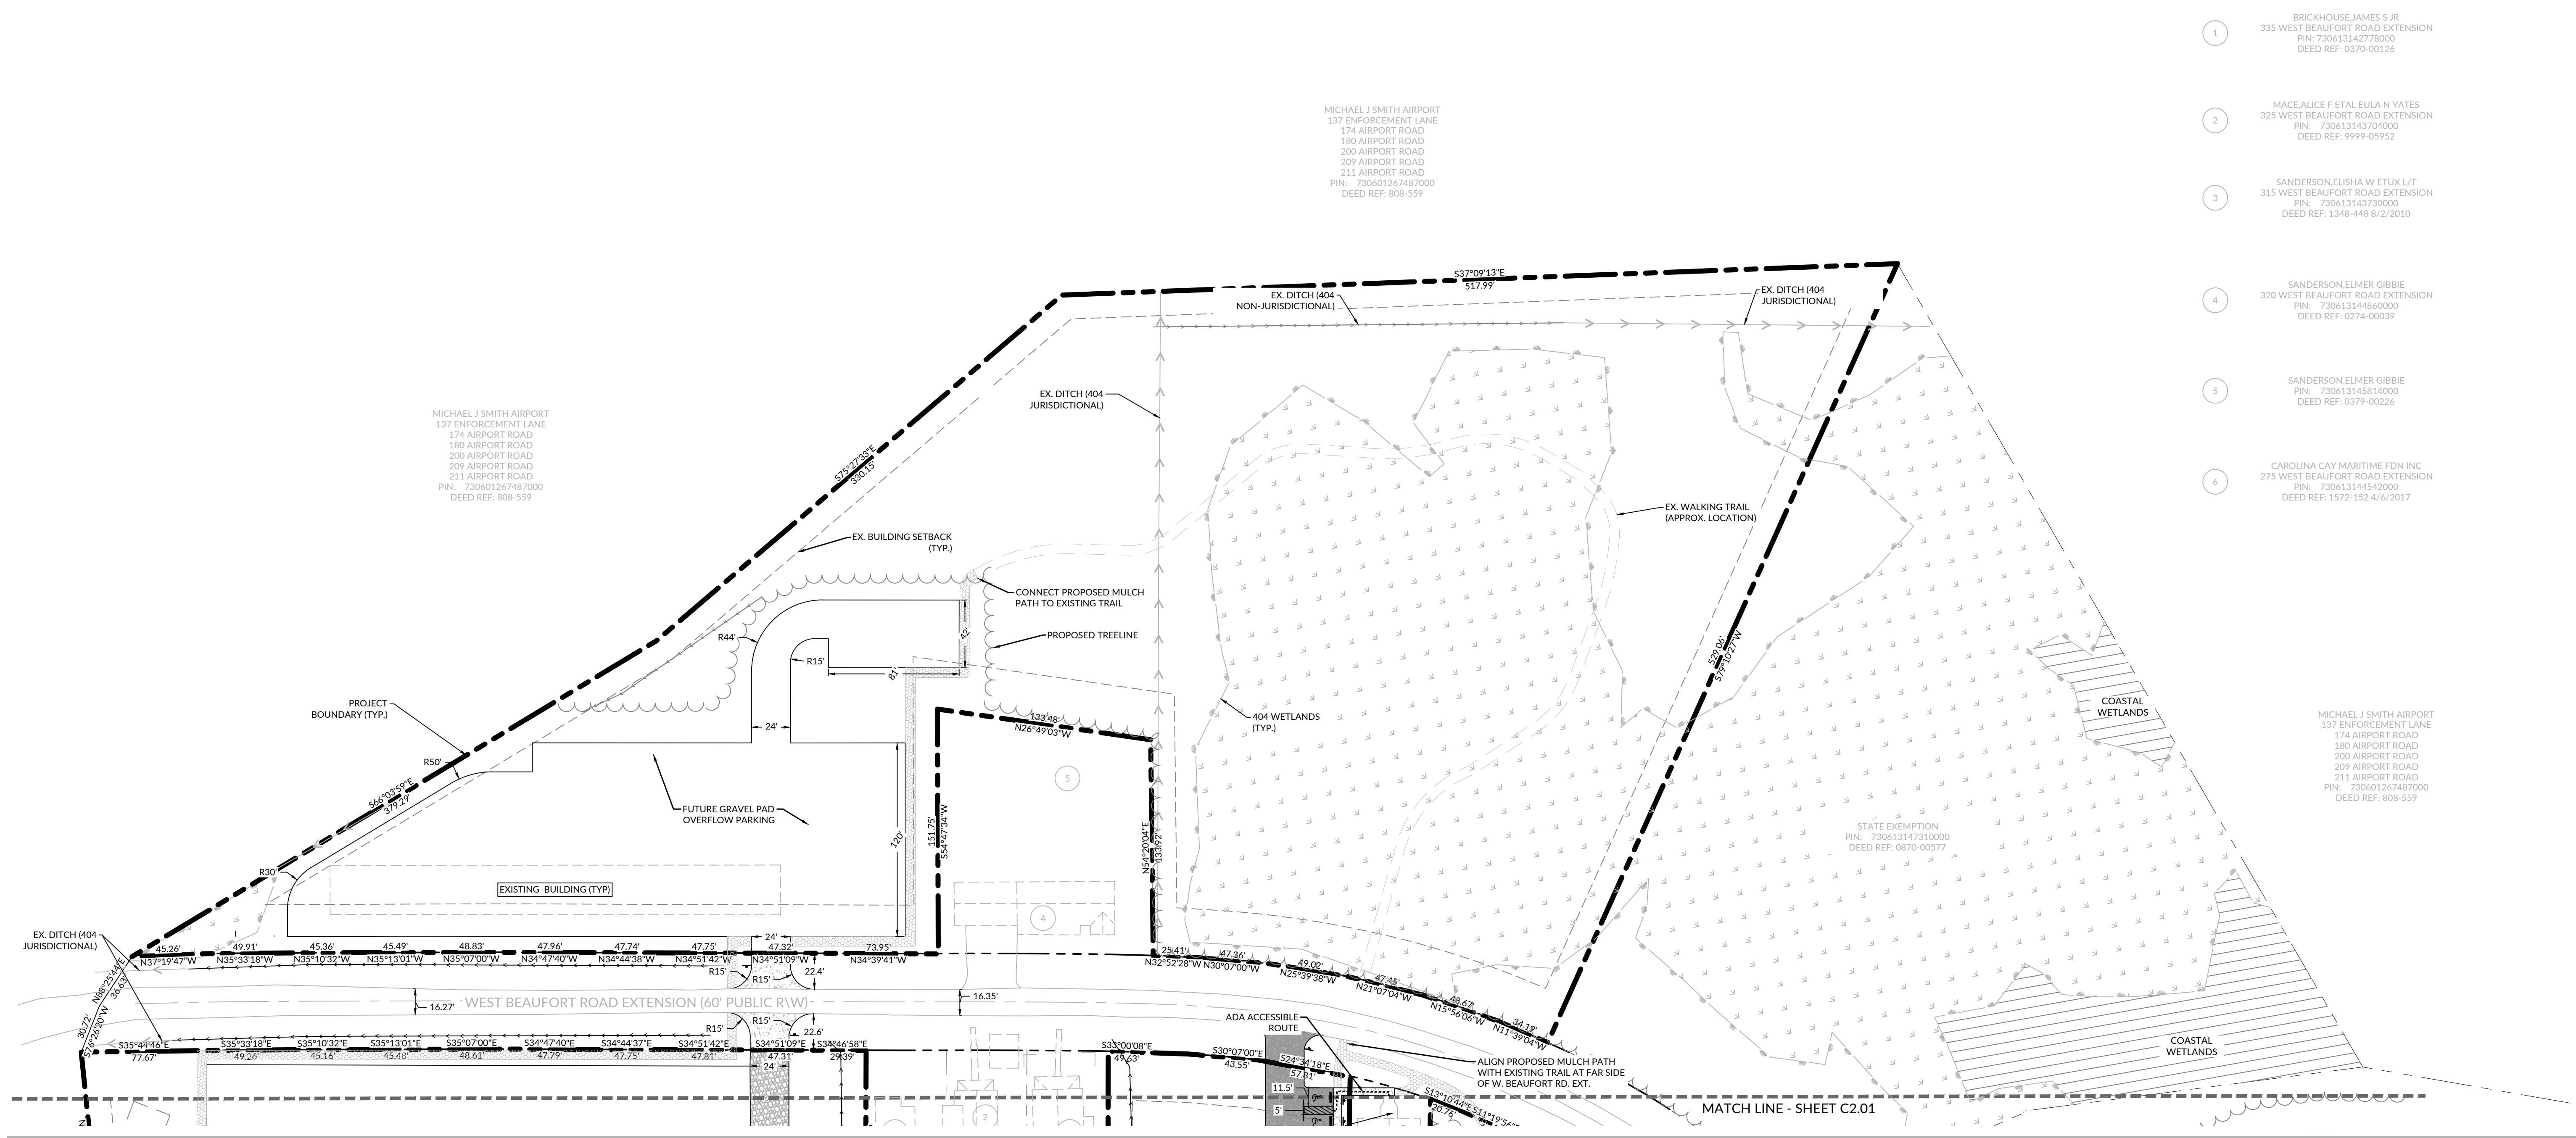 1
BRICKHOUSE,JAMES S JR
335 WEST BEAUFORT ROAD EXTENSION
PIN: 730613142778000
DEED REF: 0370-00126
2
MACE,ALICE F ETAL EULA N YATES
325 WEST BEAUFORT ROAD EXTENSION
PIN: 730613143704000
DEED REF: 9999-05952
3
SANDERSON,ELISHA W ETUX L/T
315 WEST BEAUFORT ROAD EXTENSION
PIN: 730613143730000
DEED REF: 1348-448 8/2/2010
4
SANDERSON,ELMER GIBBIE
320 WEST BEAUFORT ROAD EXTENSION
PIN: 730613144860000
DEED REF: 0274-00039
5
SANDERSON,ELMER GIBBIE
PIN: 730613145814000
DEED REF: 0379-00226
6
CAROLINA CAY MARITIME FDN INC
275 WEST BEAUFORT ROAD EXTENSION
PIN: 730613144542000
DEED REF: 1572-152 4/6/2017
MICHAEL J SMITH AIRPORT
137 ENFORCEMENT LANE
174 AIRPORT ROAD
180 AIRPORT ROAD
200 AIRPORT ROAD
209 AIRPORT ROAD
211 AIRPORT ROAD
PIN: 730601267487000
DEED REF: 808-559
S37°09'13"E
517.99'
EX. DITCH (404
NON-JURISDICTIONAL)
EX. DITCH (404
JURISDICTIONAL)
EX. DITCH (404
JURISDICTIONAL)
MICHAEL J SMITH AIRPORT
137 ENFORCEMENT LANE
174 AIRPORT ROAD
180 AIRPORT ROAD
200 AIRPORT ROAD
209 AIRPORT ROAD
211 AIRPORT ROAD
PIN: 730601267487000
DEED REF: 808-559
S75°27'33"E
330.15'
EX. WALKING TRAIL
(APPROX. LOCATION)
EX. BUILDING SETBACK
(TYP.)
CONNECT PROPOSED MULCH
PATH TO EXISTING TRAIL
PROPOSED TREELINE
R44'
42'
R15'
81'
529.06'
S79°10'27"W
PROJECT
BOUNDARY (TYP.)
24'
133.48'
N26°49'03"W
404 WETLANDS
(TYP.)
COASTAL
WETLANDS
MICHAEL J SMITH AIRPORT
137 ENFORCEMENT LANE
174 AIRPORT ROAD
180 AIRPORT ROAD
200 AIRPORT ROAD
209 AIRPORT ROAD
211 AIRPORT ROAD
PIN: 730601267487000
DEED REF: 808-559
R50'
S66°03'59"E
379.29'
5
FUTURE GRAVEL PAD
OVERFLOW PARKING
120'
151.75'
S54°47'34"W
N54°20'04"E
133.92'
STATE EXEMPTION
PIN: 730613147310000
DEED REF: 0870-00577
R30'
EXISTING BUILDING (TYP)
4
EX. DITCH (404
JURISDICTIONAL)
24'
45.26' 49.91' 45.36' 45.49' 48.83' 47.96' 47.74' 47.75' 47.32' 73.95'
N37°19'47"W N35°33'18"W N35°10'32"W N35°13'01"W N35°07'00"W N34°47'40"W N34°44'38"W N34°51'42"W N34°51'09"W N34°39'41"W
25.41' 47.36' 49.02' 47.45' 48.67' 34.19'
N32°52'28"W N30°07'00"W N25°39'38"W N21°07'04"W N15°56'06"W N11°39'04"W
N88°25'44"E
36.63'
30.72'
S76°26'20"W
R15'
R15'
22.4'
16.27'
WEST BEAUFORT ROAD EXTENSION (60' PUBLIC R\W)
16.35'
R15'
R15'
22.6'
ADA ACCESSIBLE
ROUTE
S35°44'46"E S35°33'18"E S35°10'32"E S35°13'01"E S35°07'00"E S34°47'40"E S34°44'37"E S34°51'42"E S34°51'09"E S34°46'58"E
77.67' 49.26' 45.16' 45.48' 48.61' 47.79' 47.75' 47.81' 47.31' 29.39'
24'
S33°00'08"E S30°07'00"E S24°34'18"E
43.55' 57.81'
11.5'
5'
ALIGN PROPOSED MULCH PATH
WITH EXISTING TRAIL AT FAR SIDE
OF W. BEAUFORT RD. EXT.
S13°10'44"E
20.76'
COASTAL
WETLANDS
MATCH LINE - SHEET C2.01
2
N